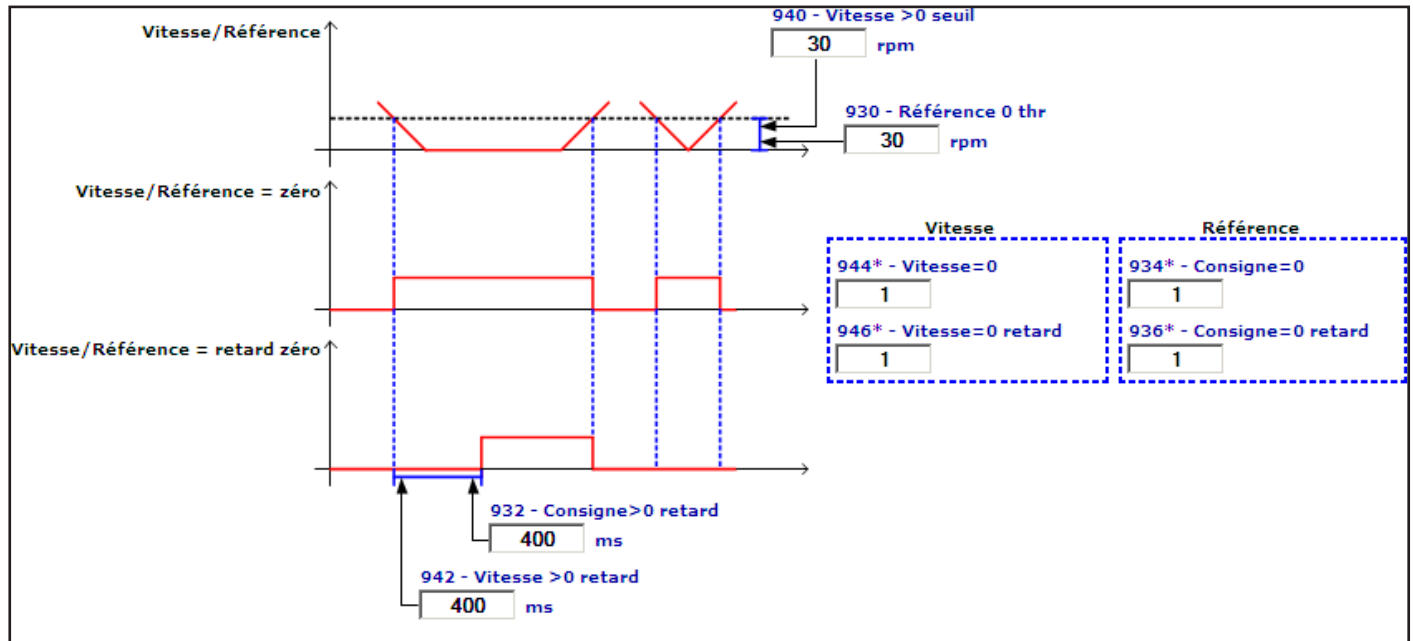 940 - Vitesse >0 seuil
Vitesse/Référence
30 rpm
930 - Référence 0 thr
30 rpm
Vitesse/Référence = zéro
Vitesse
Référence
944* - Vitesse=0
934* - Consigne=0
1
1
946* - Vitesse=0 retard
936* - Consigne=0 retard
1
1
Vitesse/Référence = retard zéro
932 - Consigne>0 retard
400 ms
942 - Vitesse >0 retard
400 ms